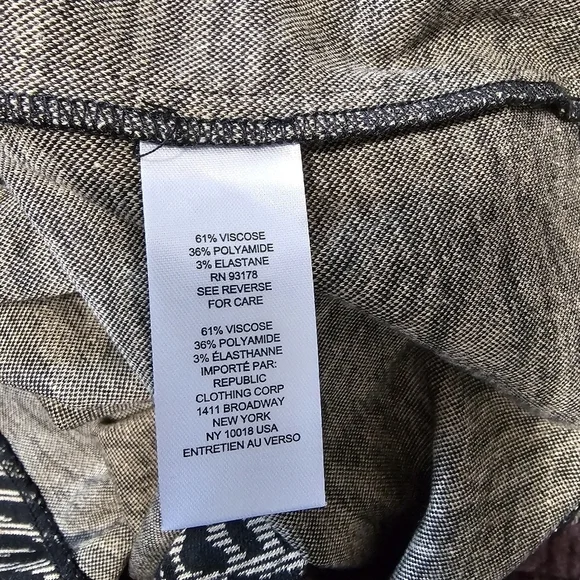 61% VISCOSE
36% POLYAMIDE
3% ELASTANE
RN 93178
SEE REVERSE
FOR CARE
61% VISCOSE
36% POLYAMIDE
3% ÉLASTHANNE
IMPORTÉ PAR:
REPUBLIC
CLOTHING CORP
1411 BROADWAY
NEW YORK
NY 10018 USA
ENTRETIEN AU VERSO